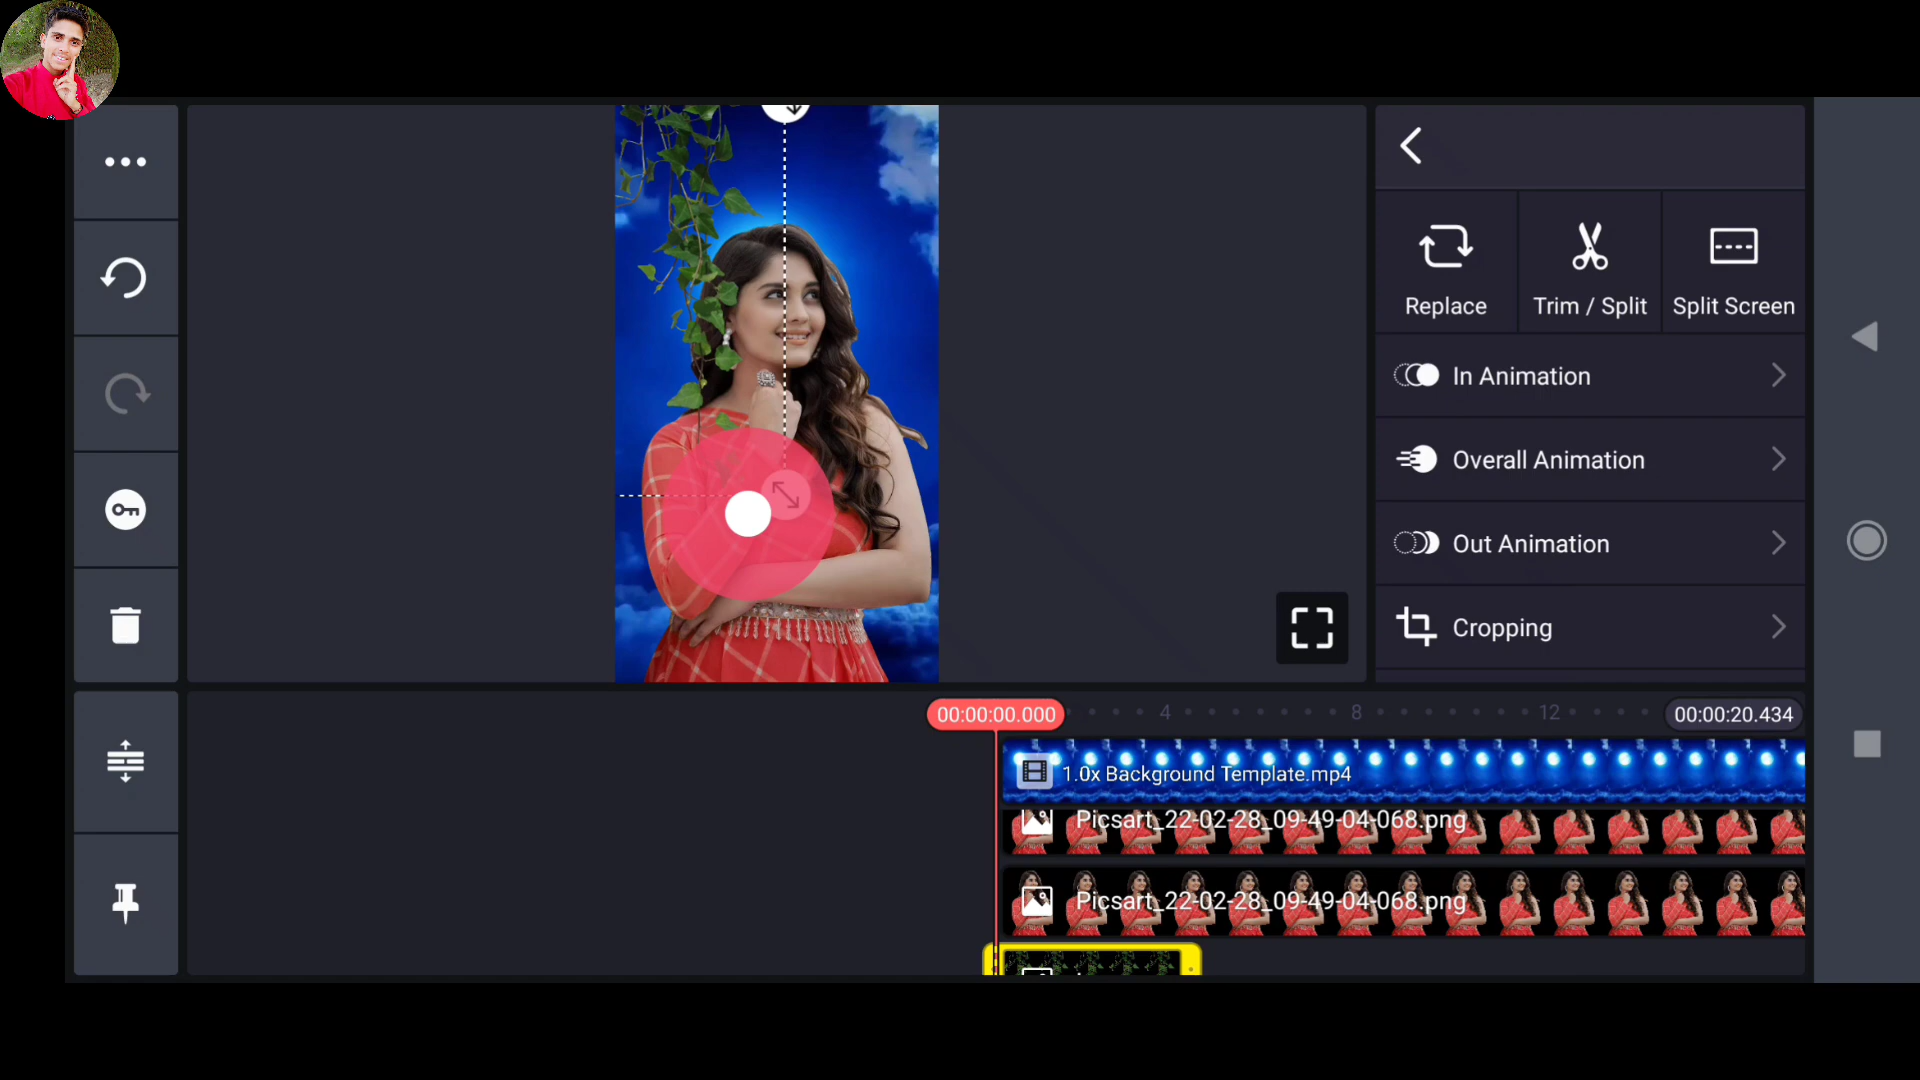 Replace
Trim / Split
Split Screen
In Animation
Overall Animation
Out Animation
Cropping
00:00:00.000
4
8
12
00:00:20.434
1.0x Background Template.mp4
Picsart_22-02-28_09-49-04-068.png
Picsart_22-02-28_09-49-04-068.png